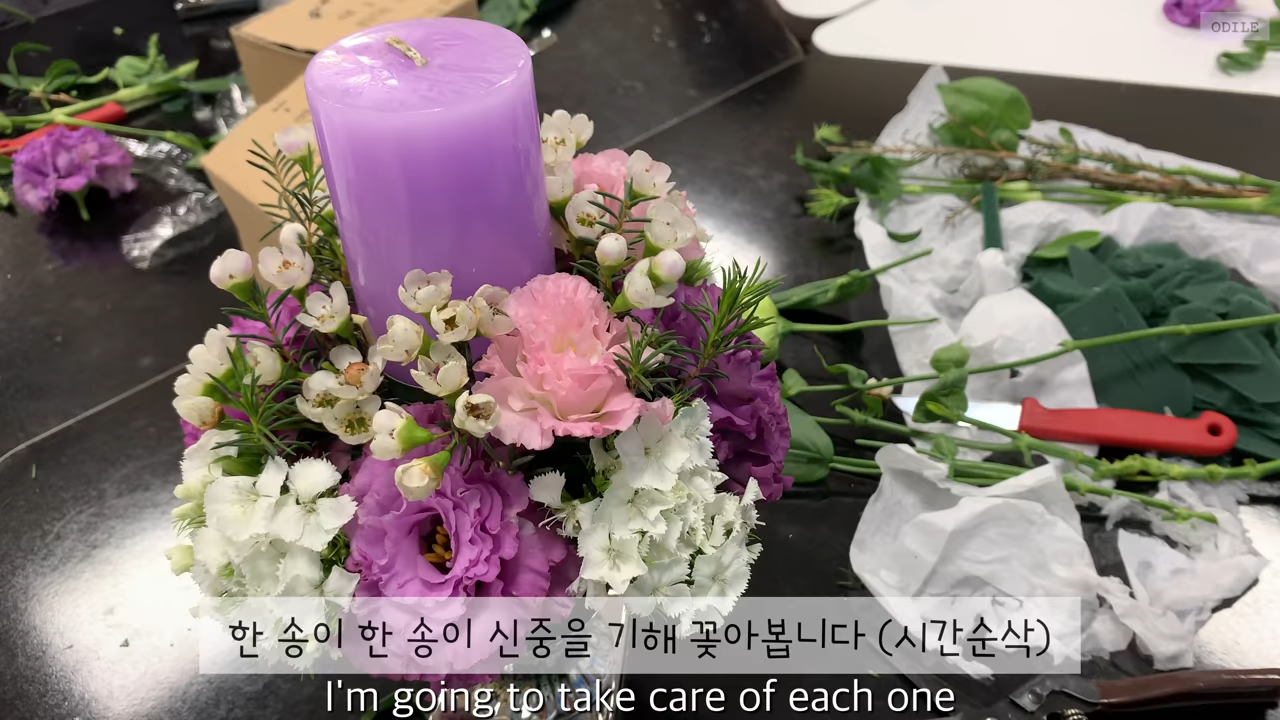 ODILE
한 송이 한 송이 신중을 기해 꽂아봅니다 (시간순삭)
I'm going to take care of each one